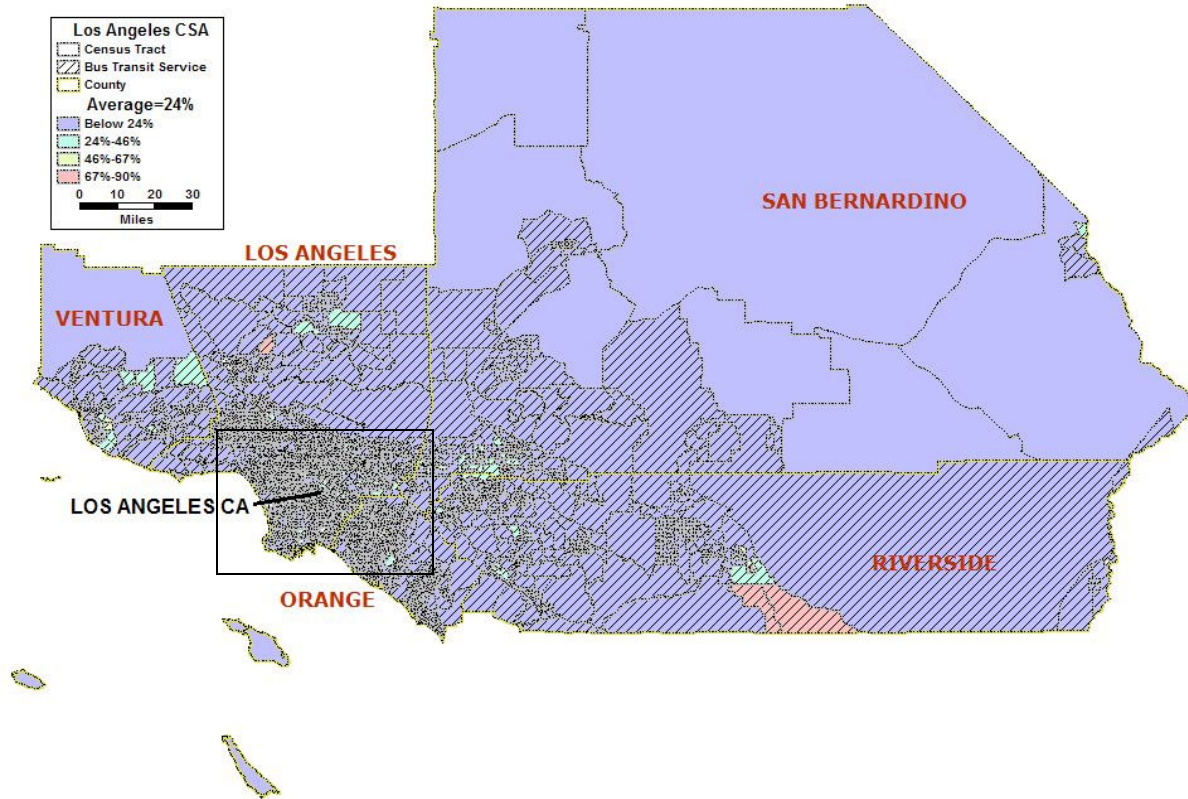 Los Angeles CSA
Census Tract
Bus Transit Service
County
Average=24%
Below 24%
24%-46%
46%-67%
67%-90%
0 10 20 30
Miles
SAN BERNARDINO
LOS ANGELES
VENTURA
LOS ANGELES CA
RIVERSIDE
ORANGE